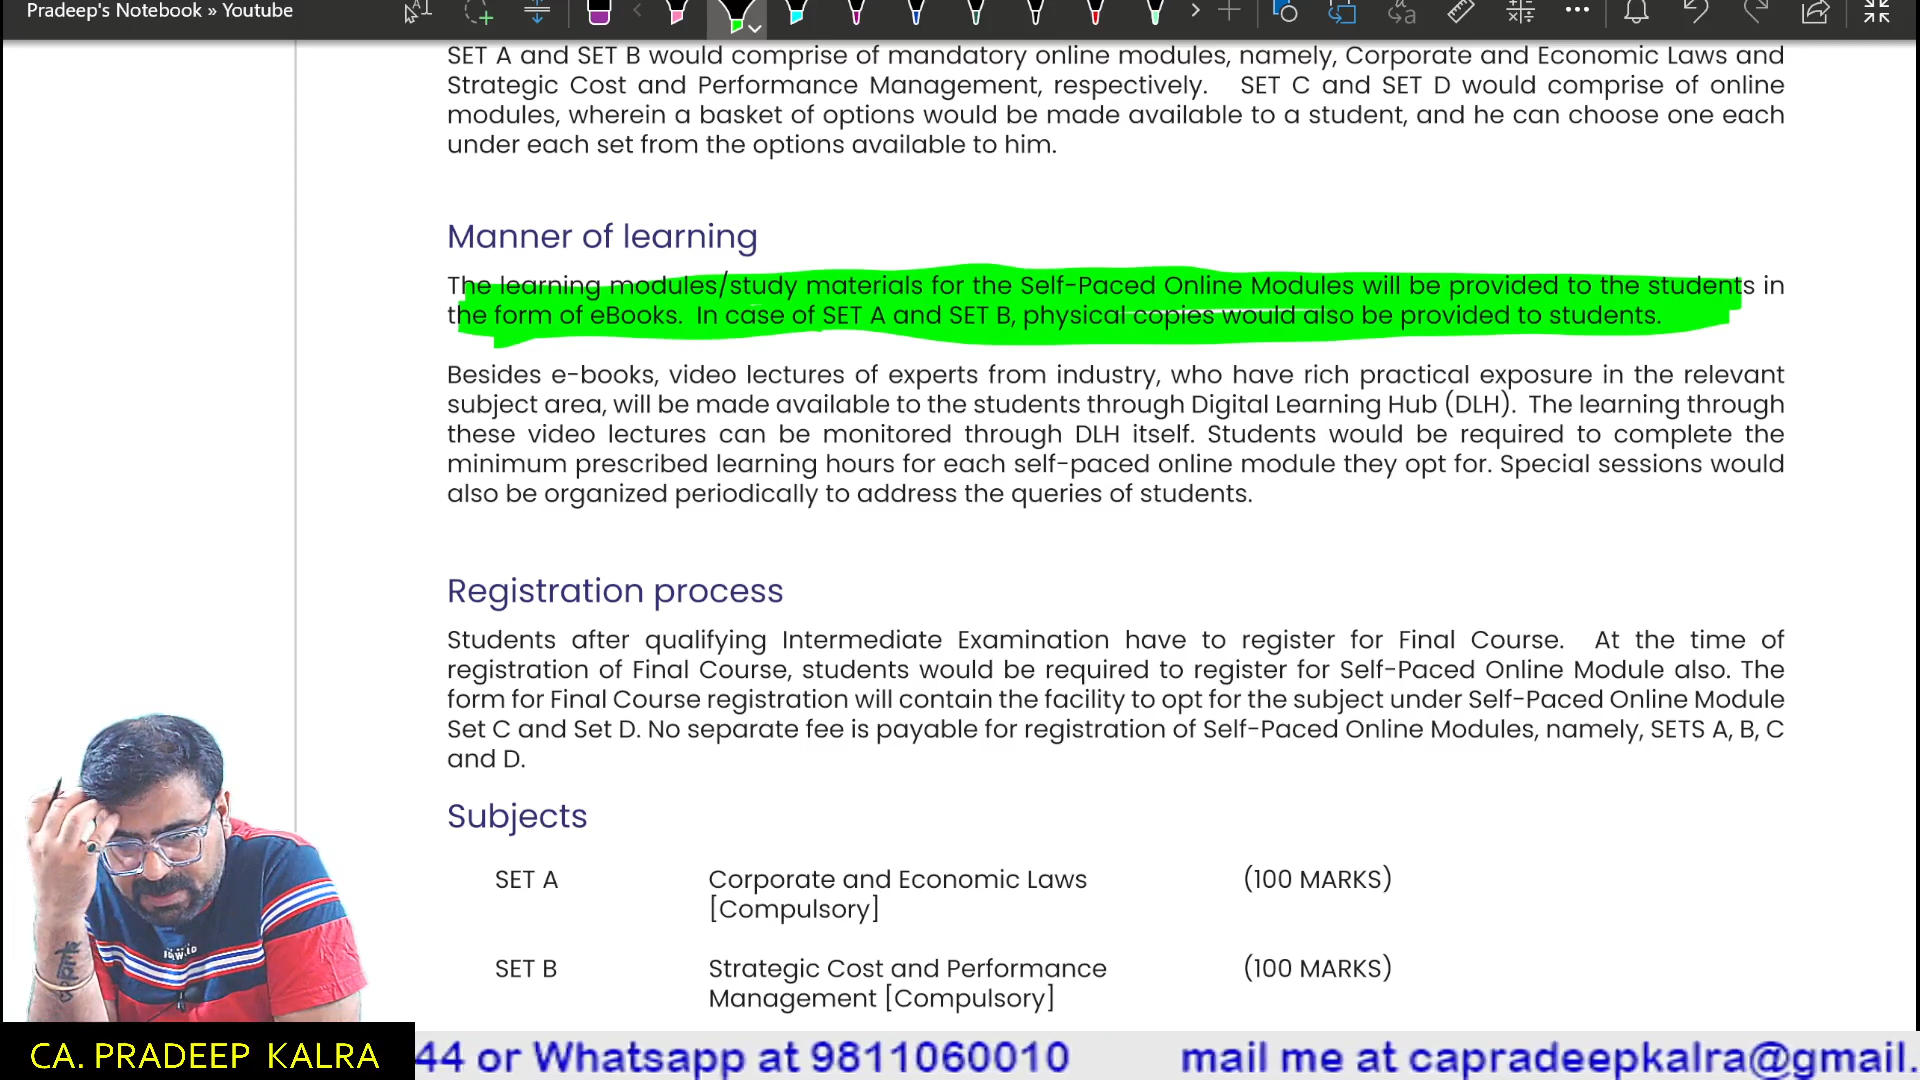 Pradeep's Notebook » Youtube
SET A and SET B would comprise of mandatory online modules, namely, Corporate and Economic Laws and
Strategic Cost and Performance Management, respectively. SET C and SET D would comprise of online
modules, wherein a basket of options would be made available to a student, and he can choose one each
under each set from the options available to him.
Manner of learning
The learning modules/study materials for the Self-Paced Online Modules will be provided to the students in
the form of eBooks. In case of SET A and SET B, physical copies would also be provided to students.
Besides e-books, video lectures of experts from industry, who have rich practical exposure in the relevant
subject area, will be made available to the students through Digital Learning Hub (DLH). The learning through
these video lectures can be monitored through DLH itself. Students would be required to complete the
minimum prescribed learning hours for each self-paced online module they opt for. Special sessions would
also be organized periodically to address the queries of students.
Registration process
Students after qualifying Intermediate Examination have to register for Final Course. At the time of
registration of Final Course, students would be required to register for Self-Paced Online Module also. The
form for Final Course registration will contain the facility to opt for the subject under Self-Paced Online Module
Set C and Set D. No separate fee is payable for registration of Self-Paced Online Modules, namely, SETS A, B, C
and D.
Subjects
SET A Corporate and Economic Laws (100 MARKS)
[Compulsory]
SET B Strategic Cost and Performance (100 MARKS)
Management [Compulsory]
CA. PRADEEP KALRA
44 or Whatsapp at 9811060010 mail me at capradeepkalra@gmail.